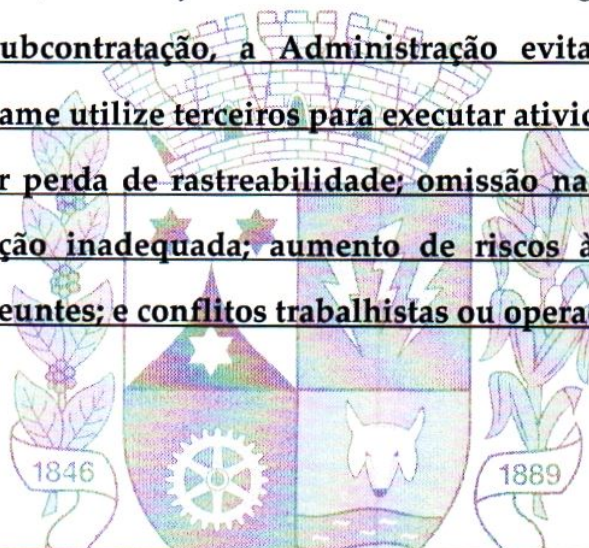 ubcontratação, a Administração evita
ame utilize terceiros para executar ativid
r perda de rastreabilidade; omissão na
ção inadequada; aumento de riscos à
euntes; e conflitos trabalhistas ou opera
1846
1889